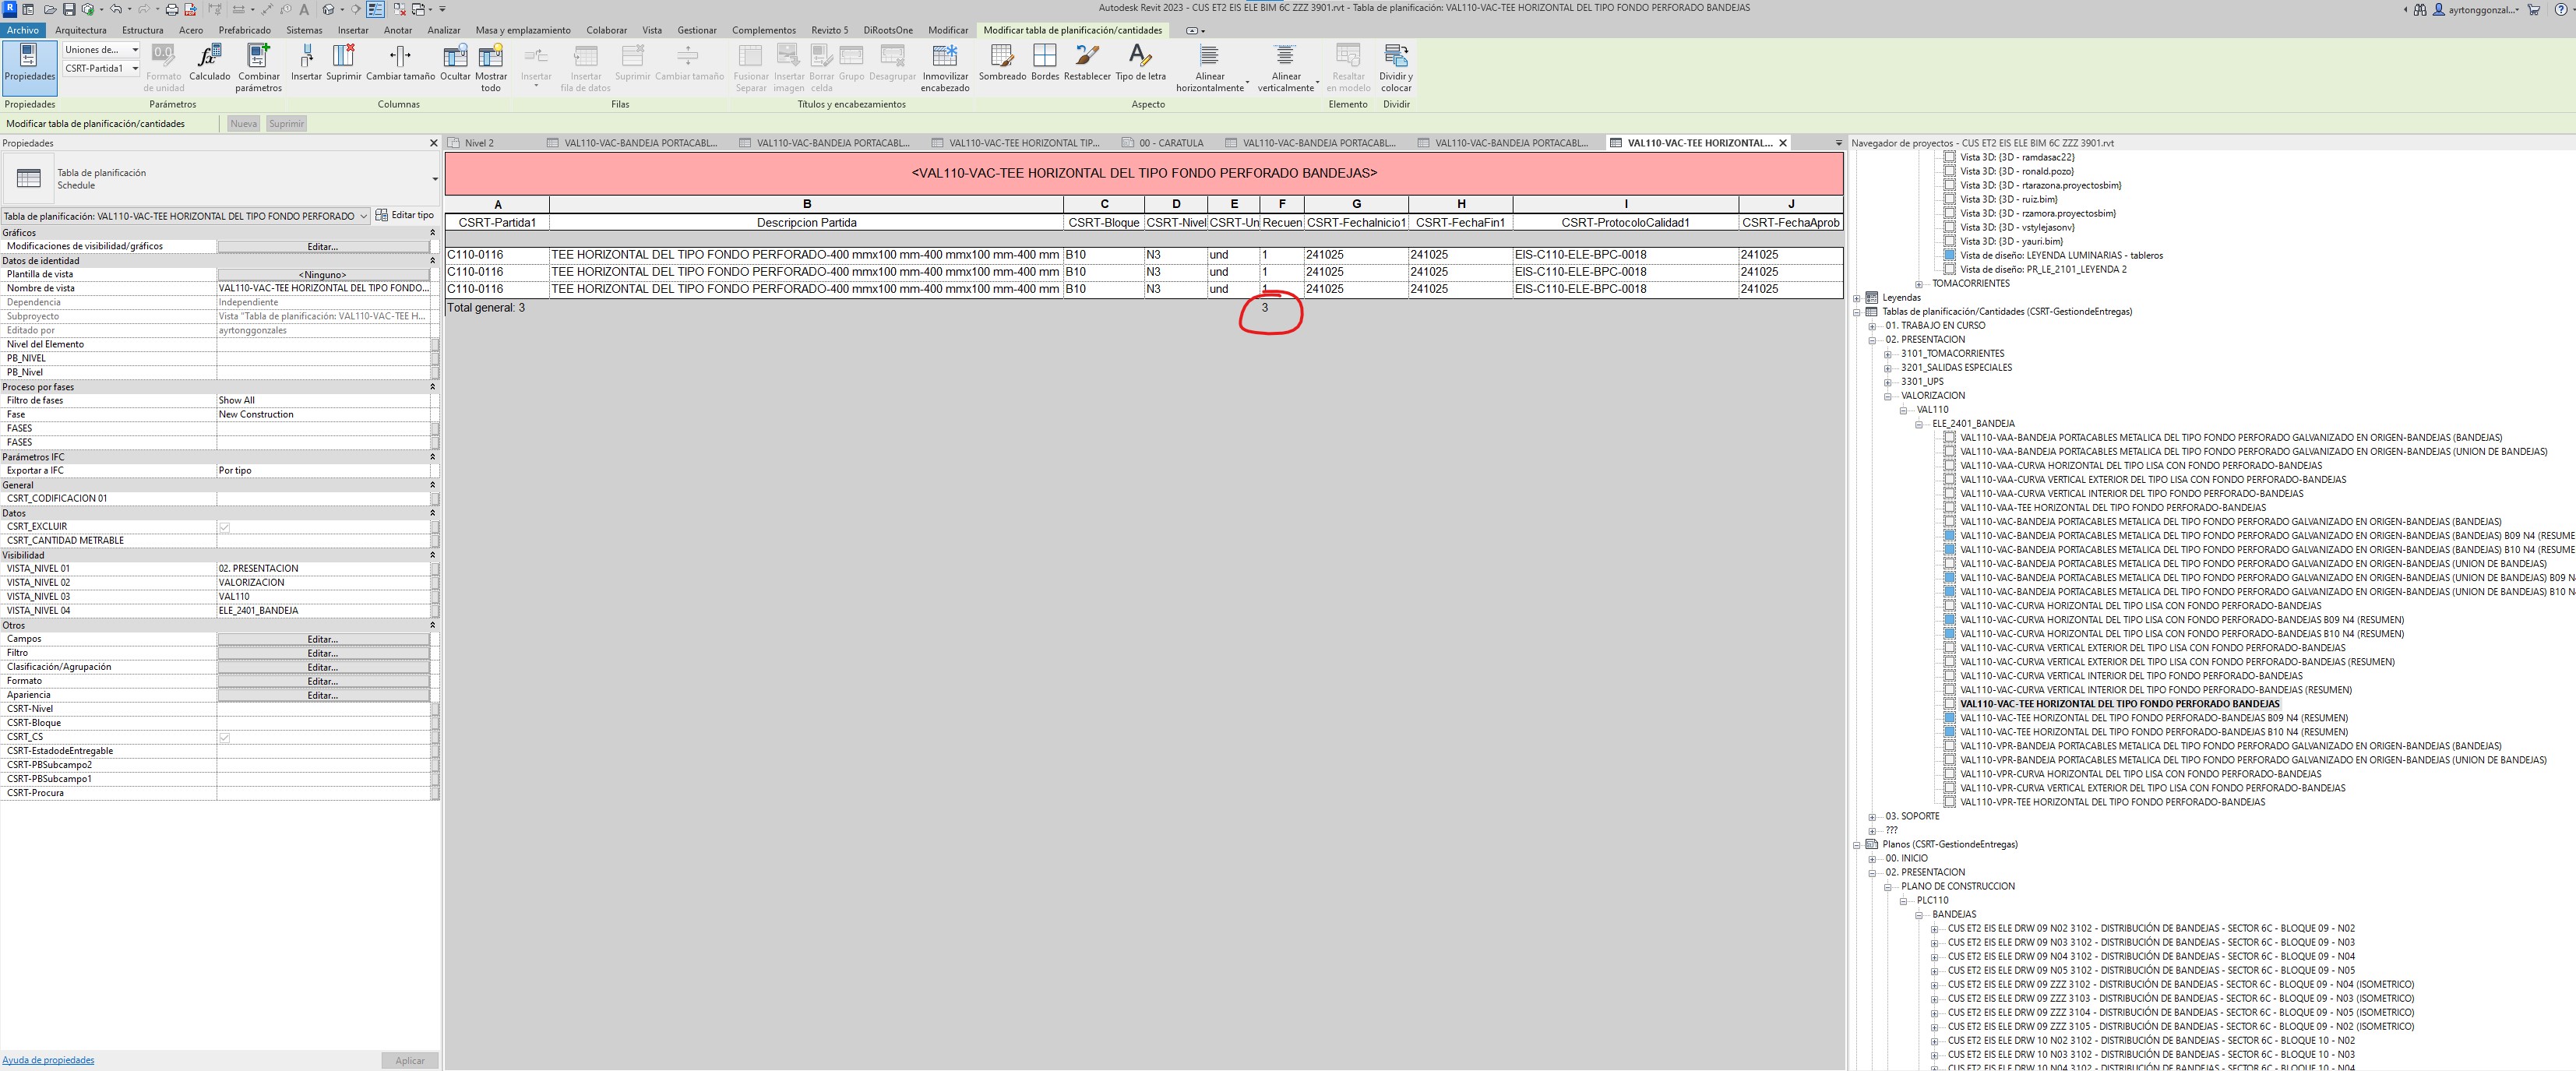 Autodesk Revit 2023 - CUS ET2 EIS ELE BIM 6C ZZZ 3901.rvt - Tabla de planificación: VAL110-VAC-TEE HORIZONTAL DEL TIPO FONDO PERFORADO BANDEJAS
ayrtonggonzal...
Archivo Arquitectura Estructura Acero Prefabricado Sistemas Insertar Anotar Analizar Masa y emplazamiento Colaborar Vista Gestionar Complementos Revizto 5 DiRootsOne Modificar Modificar tabla de planificación/cantidades
Propiedades
Uniones de...
CSRT-Partida1
Formato de unidad
Calculado
Combinar parámetros
Insertar Suprimir Cambiar tamaño Ocultar Mostrar todo
Insertar Insertar fila de datos Suprimir Cambiar tamaño
Fusionar Separar Insertar imagen Borrar celda Grupo Desagrupar Inmovilizar encabezado
Sombreado Bordes Restablecer Tipo de letra Alinear horizontalmente Alinear verticalmente
Resaltar en modelo
Dividir y colocar
Propiedades Parámetros Columnas Filas Títulos y encabezamientos Aspecto Elemento Dividir
Modificar tabla de planificación/cantidades Nueva Suprimir
Propiedades
Tabla de planificación
Schedule
Tabla de planificación: VAL110-VAC-TEE HORIZONTAL DEL TIPO FONDO PERFORADO Editar tipo
Gráficos
Modificaciones de visibilidad/gráficos Editar...
Datos de identidad
Plantilla de vista <Ninguno>
Nombre de vista VAL110-VAC-TEE HORIZONTAL DEL TIPO FONDO...
Dependencia Independiente
Subproyecto Vista "Tabla de planificación: VAL110-VAC-TEE H...
Editado por ayrtonggonzales
Nivel del Elemento
PB_NIVEL
PB_Nivel
Proceso por fases
Filtro de fases Show All
Fase New Construction
FASES
FASES
Parámetros IFC
Exportar a IFC Por tipo
General
CSRT_CODIFICACION 01
Datos
CSRT_EXCLUIR
CSRT_CANTIDAD METRABLE
Visibilidad
VISTA_NIVEL 01 02. PRESENTACION
VISTA_NIVEL 02 VALORIZACION
VISTA_NIVEL 03 VAL110
VISTA_NIVEL 04 ELE_2401_BANDEJA
Otros
Campos Editar...
Filtro Editar...
Clasificación/Agrupación Editar...
Formato Editar...
Apariencia Editar...
CSRT-Nivel
CSRT-Bloque
CSRT_CS
CSRT-EstadodeEntregable
CSRT-PBSubcampo2
CSRT-PBSubcampo1
CSRT-Procura
Ayuda de propiedades Aplicar
Nivel 2 VAL110-VAC-BANDEJA PORTACABL... VAL110-VAC-BANDEJA PORTACABL... VAL110-VAC-TEE HORIZONTAL TIP... 00 - CARATULA VAL110-VAC-BANDEJA PORTACABL... VAL110-VAC-BANDEJA PORTACABL... VAL110-VAC-TEE HORIZONTAL...
<VAL110-VAC-TEE HORIZONTAL DEL TIPO FONDO PERFORADO BANDEJAS>
A B C D E F G H I J
CSRT-Partida1 Descripcion Partida CSRT-Bloque CSRT-Nivel CSRT-Un Recuen CSRT-FechaInicio1 CSRT-FechaFin1 CSRT-ProtocoloCalidad1 CSRT-FechaAprob
C110-0116 TEE HORIZONTAL DEL TIPO FONDO PERFORADO-400 mmx100 mm-400 mmx100 mm-400 mm B10 N3 und 1 241025 241025 EIS-C110-ELE-BPC-0018 241025
C110-0116 TEE HORIZONTAL DEL TIPO FONDO PERFORADO-400 mmx100 mm-400 mmx100 mm-400 mm B10 N3 und 1 241025 241025 EIS-C110-ELE-BPC-0018 241025
C110-0116 TEE HORIZONTAL DEL TIPO FONDO PERFORADO-400 mmx100 mm-400 mmx100 mm-400 mm B10 N3 und 1 241025 241025 EIS-C110-ELE-BPC-0018 241025
Total general: 3 3
Navegador de proyectos - CUS ET2 EIS ELE BIM 6C ZZZ 3901.rvt
Vista 3D: {3D - ramdasac22}
Vista 3D: {3D - ronald.pozo}
Vista 3D: {3D - rtarazona.proyectosbim}
Vista 3D: {3D - ruiz.bim}
Vista 3D: {3D - rzamora.proyectosbim}
Vista 3D: {3D - vstylejasonv}
Vista 3D: {3D - yauri.bim}
Vista de diseño: LEYENDA LUMINARIAS - tableros
Vista de diseño: PR_LE_2101_LEYENDA 2
TOMACORRIENTES
Leyendas
Tablas de planificación/Cantidades (CSRT-GestiondeEntregas)
01. TRABAJO EN CURSO
02. PRESENTACION
3101_TOMACORRIENTES
3201_SALIDAS ESPECIALES
3301_UPS
VALORIZACION
VAL110
ELE_2401_BANDEJA
VAL110-VAA-BANDEJA PORTACABLES METALICA DEL TIPO FONDO PERFORADO GALVANIZADO EN ORIGEN-BANDEJAS (BANDEJAS)
VAL110-VAA-BANDEJA PORTACABLES METALICA DEL TIPO FONDO PERFORADO GALVANIZADO EN ORIGEN-BANDEJAS (UNION DE BANDEJAS)
VAL110-VAA-CURVA HORIZONTAL DEL TIPO LISA CON FONDO PERFORADO-BANDEJAS
VAL110-VAA-CURVA VERTICAL EXTERIOR DEL TIPO LISA CON FONDO PERFORADO-BANDEJAS
VAL110-VAA-CURVA VERTICAL INTERIOR DEL TIPO FONDO PERFORADO-BANDEJAS
VAL110-VAA-TEE HORIZONTAL DEL TIPO FONDO PERFORADO-BANDEJAS
VAL110-VAC-BANDEJA PORTACABLES METALICA DEL TIPO FONDO PERFORADO GALVANIZADO EN ORIGEN-BANDEJAS (BANDEJAS)
VAL110-VAC-BANDEJA PORTACABLES METALICA DEL TIPO FONDO PERFORADO GALVANIZADO EN ORIGEN-BANDEJAS (BANDEJAS) B09 N4 (RESUME
VAL110-VAC-BANDEJA PORTACABLES METALICA DEL TIPO FONDO PERFORADO GALVANIZADO EN ORIGEN-BANDEJAS (BANDEJAS) B10 N4 (RESUME
VAL110-VAC-BANDEJA PORTACABLES METALICA DEL TIPO FONDO PERFORADO GALVANIZADO EN ORIGEN-BANDEJAS (UNION DE BANDEJAS)
VAL110-VAC-BANDEJA PORTACABLES METALICA DEL TIPO FONDO PERFORADO GALVANIZADO EN ORIGEN-BANDEJAS (UNION DE BANDEJAS) B09 N
VAL110-VAC-BANDEJA PORTACABLES METALICA DEL TIPO FONDO PERFORADO GALVANIZADO EN ORIGEN-BANDEJAS (UNION DE BANDEJAS) B10 N
VAL110-VAC-CURVA HORIZONTAL DEL TIPO LISA CON FONDO PERFORADO-BANDEJAS
VAL110-VAC-CURVA HORIZONTAL DEL TIPO LISA CON FONDO PERFORADO-BANDEJAS B09 N4 (RESUMEN)
VAL110-VAC-CURVA HORIZONTAL DEL TIPO LISA CON FONDO PERFORADO-BANDEJAS B10 N4 (RESUMEN)
VAL110-VAC-CURVA VERTICAL EXTERIOR DEL TIPO LISA CON FONDO PERFORADO-BANDEJAS
VAL110-VAC-CURVA VERTICAL EXTERIOR DEL TIPO LISA CON FONDO PERFORADO-BANDEJAS (RESUMEN)
VAL110-VAC-CURVA VERTICAL INTERIOR DEL TIPO FONDO PERFORADO-BANDEJAS
VAL110-VAC-CURVA VERTICAL INTERIOR DEL TIPO FONDO PERFORADO-BANDEJAS (RESUMEN)
VAL110-VAC-TEE HORIZONTAL DEL TIPO FONDO PERFORADO BANDEJAS
VAL110-VAC-TEE HORIZONTAL DEL TIPO FONDO PERFORADO-BANDEJAS B09 N4 (RESUMEN)
VAL110-VAC-TEE HORIZONTAL DEL TIPO FONDO PERFORADO-BANDEJAS B10 N4 (RESUMEN)
VAL110-VPR-BANDEJA PORTACABLES METALICA DEL TIPO FONDO PERFORADO GALVANIZADO EN ORIGEN-BANDEJAS (BANDEJAS)
VAL110-VPR-BANDEJA PORTACABLES METALICA DEL TIPO FONDO PERFORADO GALVANIZADO EN ORIGEN-BANDEJAS (UNION DE BANDEJAS)
VAL110-VPR-CURVA HORIZONTAL DEL TIPO LISA CON FONDO PERFORADO-BANDEJAS
VAL110-VPR-CURVA VERTICAL EXTERIOR DEL TIPO LISA CON FONDO PERFORADO-BANDEJAS
VAL110-VPR-TEE HORIZONTAL DEL TIPO FONDO PERFORADO-BANDEJAS
03. SOPORTE
???
Planos (CSRT-GestiondeEntregas)
00. INICIO
02. PRESENTACION
PLANO DE CONSTRUCCION
PLC110
BANDEJAS
CUS ET2 EIS ELE DRW 09 N02 3102 - DISTRIBUCIÓN DE BANDEJAS - SECTOR 6C - BLOQUE 09 - N02
CUS ET2 EIS ELE DRW 09 N03 3102 - DISTRIBUCIÓN DE BANDEJAS - SECTOR 6C - BLOQUE 09 - N03
CUS ET2 EIS ELE DRW 09 N04 3102 - DISTRIBUCIÓN DE BANDEJAS - SECTOR 6C - BLOQUE 09 - N04
CUS ET2 EIS ELE DRW 09 N05 3102 - DISTRIBUCIÓN DE BANDEJAS - SECTOR 6C - BLOQUE 09 - N05
CUS ET2 EIS ELE DRW 09 ZZZ 3102 - DISTRIBUCIÓN DE BANDEJAS - SECTOR 6C - BLOQUE 09 - N04 (ISOMETRICO)
CUS ET2 EIS ELE DRW 09 ZZZ 3103 - DISTRIBUCIÓN DE BANDEJAS - SECTOR 6C - BLOQUE 09 - N03 (ISOMETRICO)
CUS ET2 EIS ELE DRW 09 ZZZ 3104 - DISTRIBUCIÓN DE BANDEJAS - SECTOR 6C - BLOQUE 09 - N05 (ISOMETRICO)
CUS ET2 EIS ELE DRW 09 ZZZ 3105 - DISTRIBUCIÓN DE BANDEJAS - SECTOR 6C - BLOQUE 09 - N02 (ISOMETRICO)
CUS ET2 EIS ELE DRW 10 N02 3102 - DISTRIBUCIÓN DE BANDEJAS - SECTOR 6C - BLOQUE 10 - N02
CUS ET2 EIS ELE DRW 10 N03 3102 - DISTRIBUCIÓN DE BANDEJAS - SECTOR 6C - BLOQUE 10 - N03
CUS ET2 EIS ELE DRW 10 N04 3102 - DISTRIBUCIÓN DE BANDEJAS - SECTOR 6C - BLOQUE 10 - N04